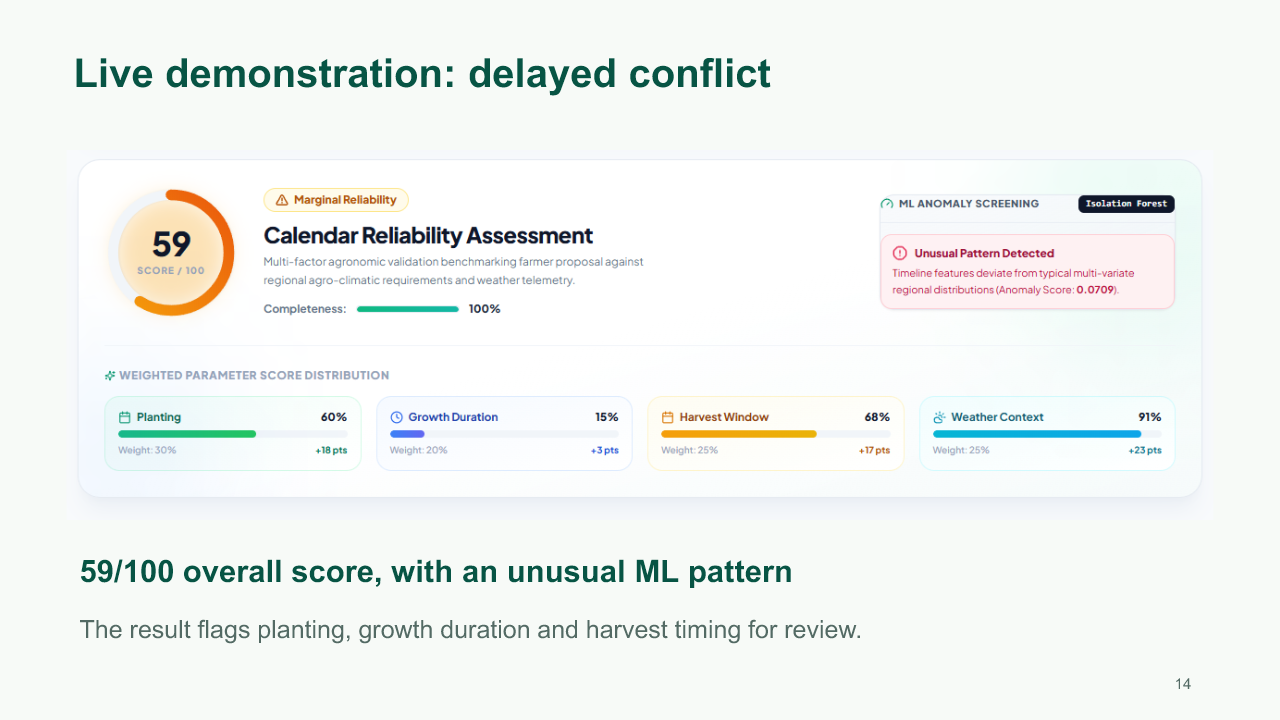 Live demonstration: delayed conflict
59
SCORE / 100
Marginal Reliability
Calendar Reliability Assessment
Multi-factor agronomic validation benchmarking farmer proposal against
regional agro-climatic requirements and weather telemetry.
Completeness: 100%
ML ANOMALY SCREENING
Isolation Forest
Unusual Pattern Detected
Timeline features deviate from typical multi-variate
regional distributions (Anomaly Score: 0.0709).
WEIGHTED PARAMETER SCORE DISTRIBUTION
Planting 60%
Weight: 30% +18 pts
Growth Duration 15%
Weight: 20% +3 pts
Harvest Window 68%
Weight: 25% +17 pts
Weather Context 91%
Weight: 25% +23 pts
59/100 overall score, with an unusual ML pattern
The result flags planting, growth duration and harvest timing for review.
14